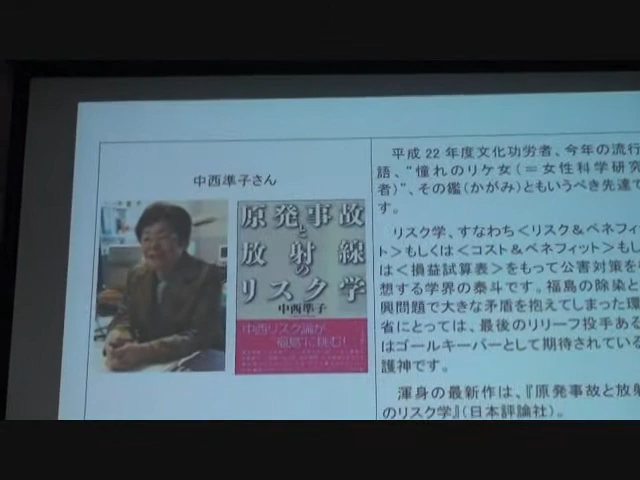 中西準子さん
原発事故
と
放射線
の
リスク学
中西準子
中西リスク論が
福島に挑む!
平成22年度文化功労者、今年の流行
語、“憧れのリケ女(=女性科学研究
者)”、その鑑(かがみ)ともいうべき先達
す。
リスク学、すなわち<リスク&ベネフィ
ト>もしくは<コスト&ベネフィット>もし
は<損益試算表>をもって公害対策を
想する学界の泰斗です。福島の除染と
興問題で大きな矛盾を抱えてしまった環
省にとっては、最後のリリーフ投手ある
はゴールキーパーとして期待されている
護神です。
渾身の最新作は、『原発事故と放射
のリスク学』(日本評論社)。